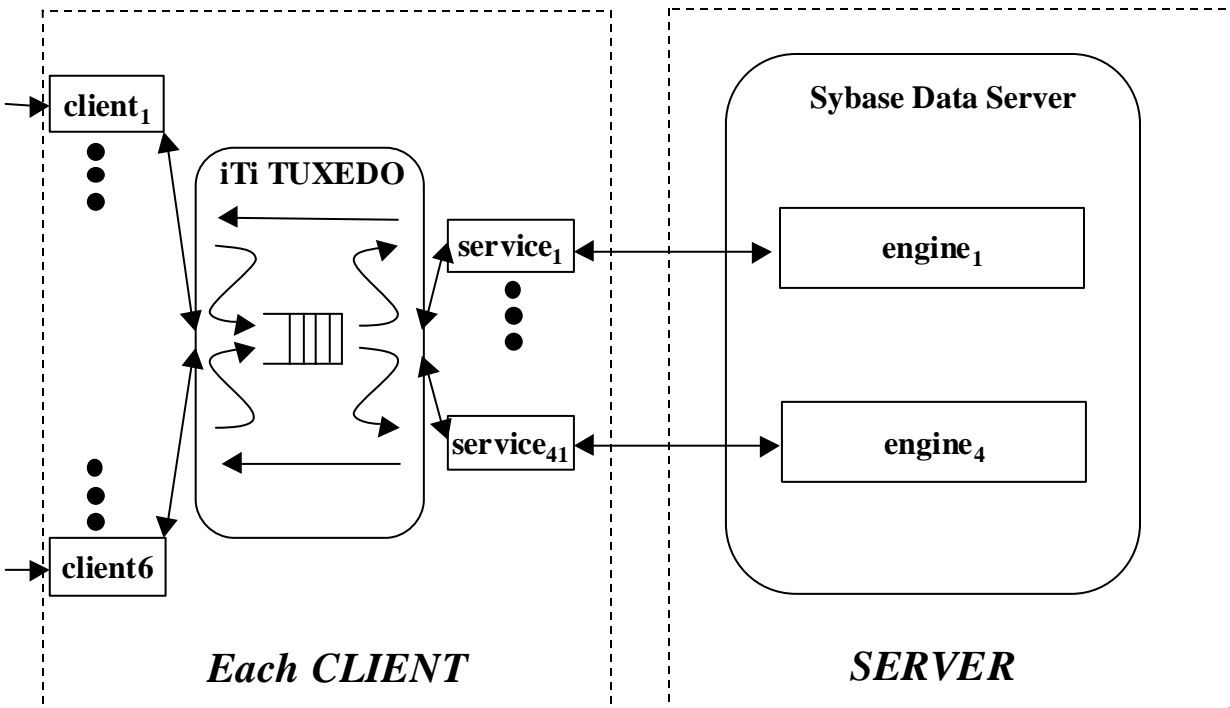 client1
iTi TUXEDO
service1
service41
client6
Each CLIENT
Sybase Data Server
engine1
engine4
SERVER